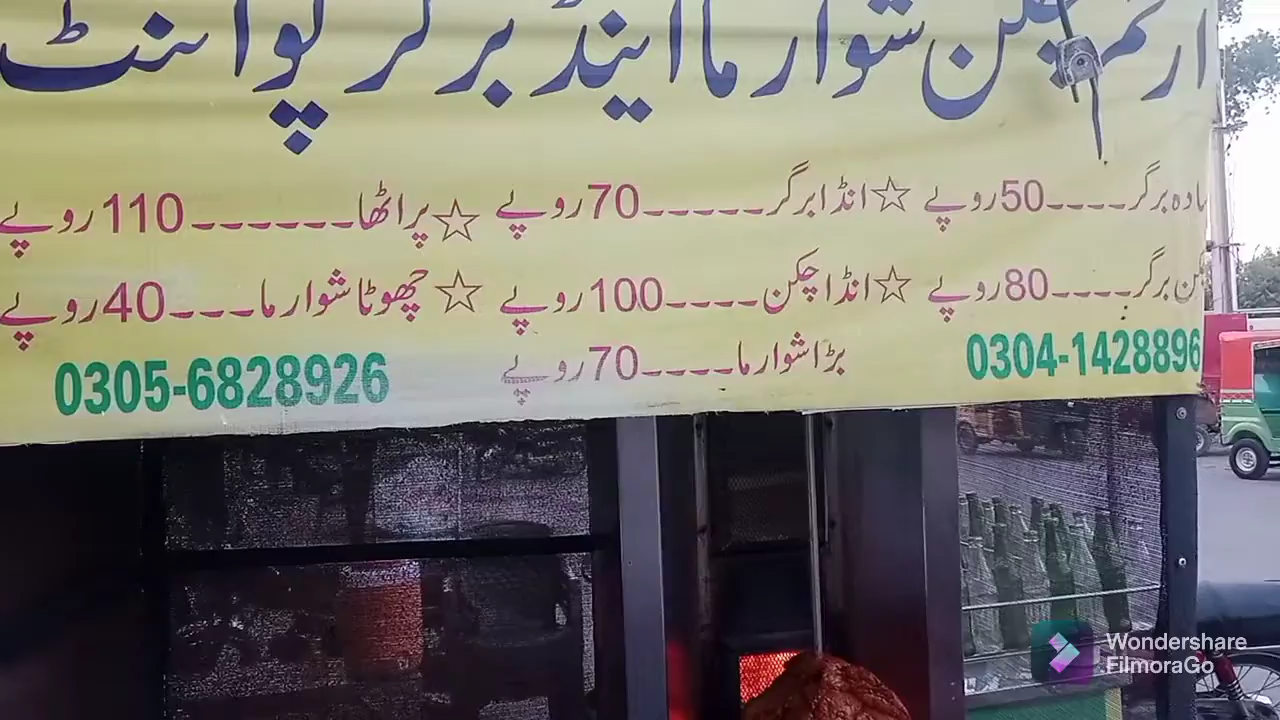 ارحم چکن شوارما اینڈ برگر پوائنٹ
سادہ برگر----50روپے ☆انڈا برگر-----70روپے ☆پراٹھا------110روپے
برگر----80روپے ☆انڈا چکن----100روپے ☆چھوٹا شوارما---40روپے
بڑا شوارما----70روپے
0304-1428896
0305-6828926
Wondershare
FilmoraGo